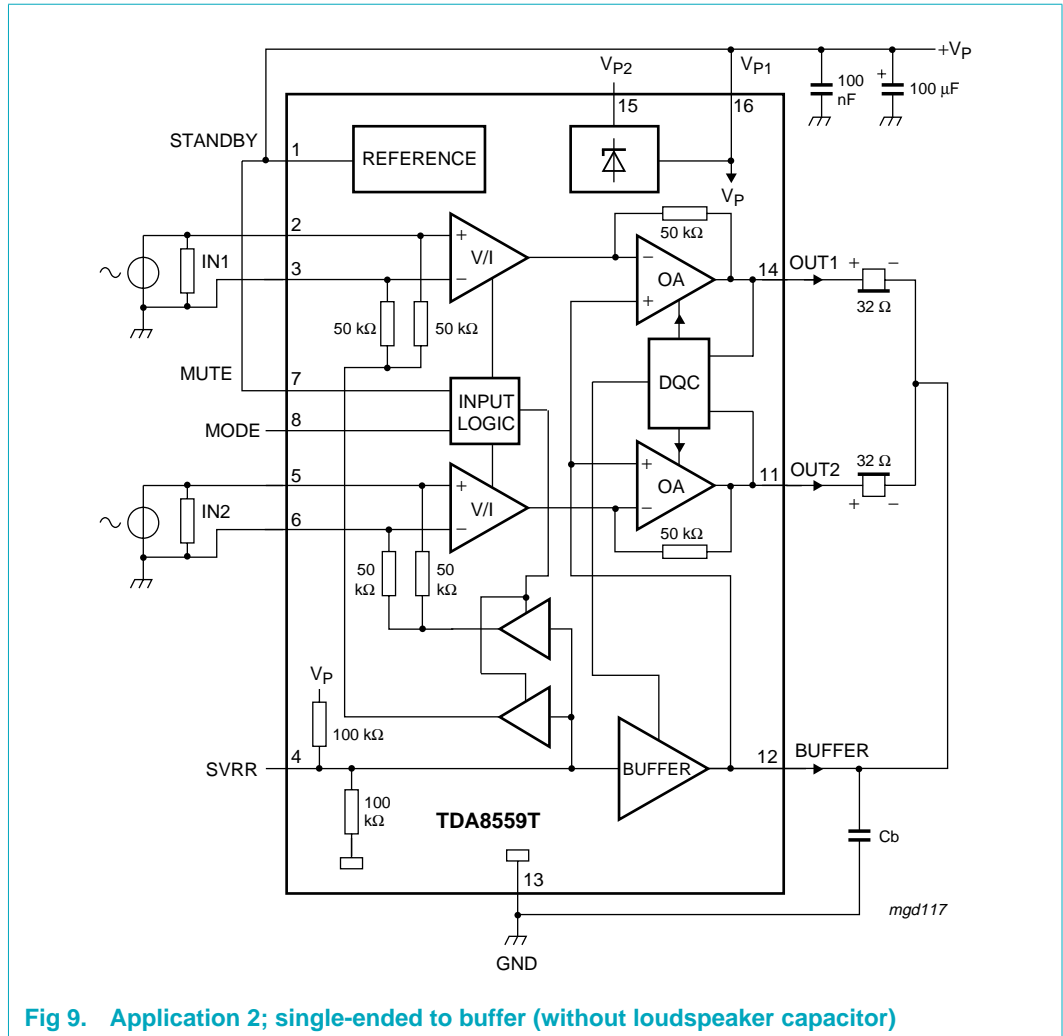 +VP
VP2
VP1
100
nF
+
100 μF
15
16
STANDBY
1
REFERENCE
VP
2
50 kΩ
+
V/I
−
−
OA
+
14
OUT1
+
−
32 Ω
~
IN1
3
50 kΩ
50 kΩ
MUTE
7
INPUT
LOGIC
DQC
MODE
8
5
+
V/I
−
+
OA
−
11
OUT2
32 Ω
+
−
~
IN2
6
50 kΩ
50
kΩ
50
kΩ
VP
100 kΩ
SVRR
4
BUFFER
12
BUFFER
100
kΩ
TDA8559T
Cb
13
mgd117
GND
Fig 9. Application 2; single-ended to buffer (without loudspeaker capacitor)